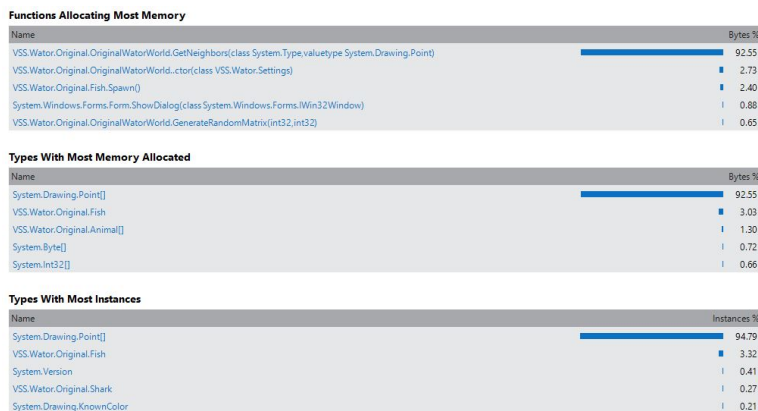 Functions Allocating Most Memory
Name Bytes %
VSS.Wator.Original.OriginalWatorWorld.GetNeighbors(class System.Type,valuetype System.Drawing.Point) 92.55
VSS.Wator.Original.OriginalWatorWorld..ctor(class VSS.Wator.Settings) 2.73
VSS.Wator.Original.Fish.Spawn() 2.40
System.Windows.Forms.Form.ShowDialog(class System.Windows.Forms.IWin32Window) 0.88
VSS.Wator.Original.OriginalWatorWorld.GenerateRandomMatrix(int32,int32) 0.65
Types With Most Memory Allocated
Name Bytes %
System.Drawing.Point[] 92.55
VSS.Wator.Original.Fish 3.03
VSS.Wator.Original.Animal[] 1.30
System.Byte[] 0.72
System.Int32[] 0.66
Types With Most Instances
Name Instances %
System.Drawing.Point[] 94.79
VSS.Wator.Original.Fish 3.32
System.Version 0.41
VSS.Wator.Original.Shark 0.27
System.Drawing.KnownColor 0.21